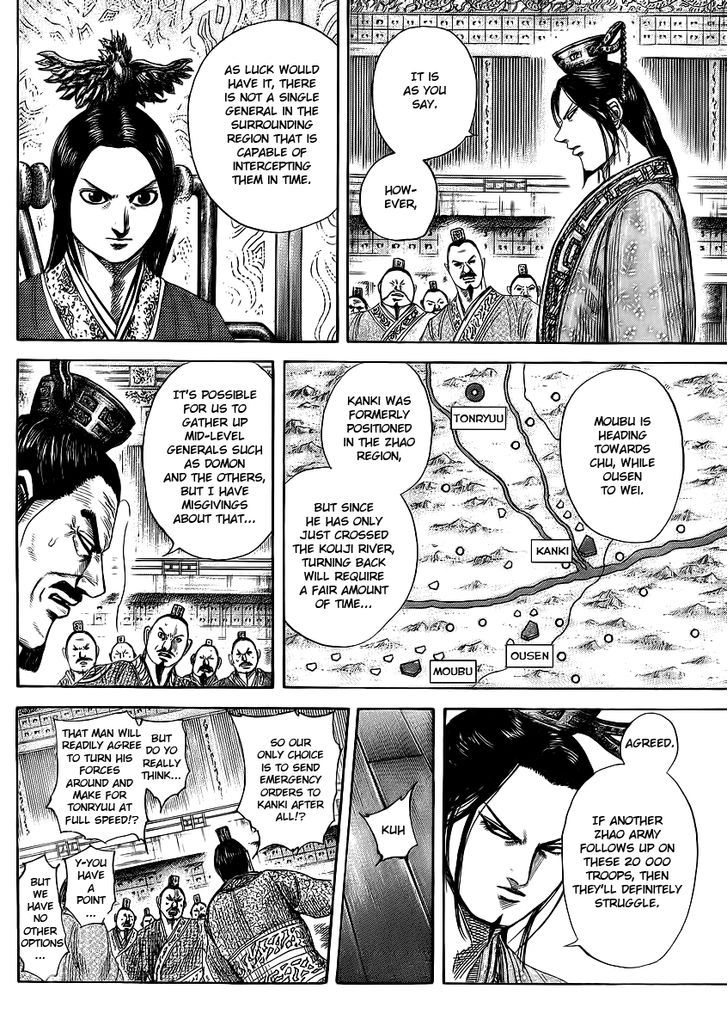 IT IS
AS YOU
SAY.
HOW-
EVER,
AS LUCK WOULD
HAVE IT, THERE
IS NOT A SINGLE
GENERAL IN THE
SURROUNDING
REGION THAT IS
CAPABLE OF
INTERCEPTING
THEM IN TIME.
MOUBU IS
HEADING
TOWARDS
CHU, WHILE
OUSEN
TO WEI.
KANKI WAS
FORMERLY
POSITIONED
IN THE ZHAO
REGION,
BUT SINCE
HE HAS ONLY
JUST CROSSED
THE KOUJI RIVER,
TURNING BACK
WILL REQUIRE
A FAIR AMOUNT
OF TIME...
TONRYUU
KANKI
OUSEN
MOUBU
IT'S POSSIBLE
FOR US TO
GATHER UP
MID-LEVEL
GENERALS SUCH
AS DOMON
AND THE OTHERS,
BUT I HAVE
MISGIVINGS
ABOUT THAT...
AGREED.
IF ANOTHER
ZHAO ARMY
FOLLOWS UP ON
THESE 20 000
TROOPS, THEN
THEY'LL DEFINITELY
STRUGGLE.
KUH
SO OUR
ONLY CHOICE
IS TO SEND
EMERGENCY
ORDERS TO
KANKI AFTER
ALL!?
BUT
DO YO
REALLY
THINK...
THAT MAN WILL
READILY AGREE
TO TURN HIS
FORCES
AROUND AND
MAKE FOR
TONRYUU AT
FULL SPEED!?
Y-YOU
HAVE A
POINT
...
BUT WE
HAVE NO
OTHER
OPTIONS
...